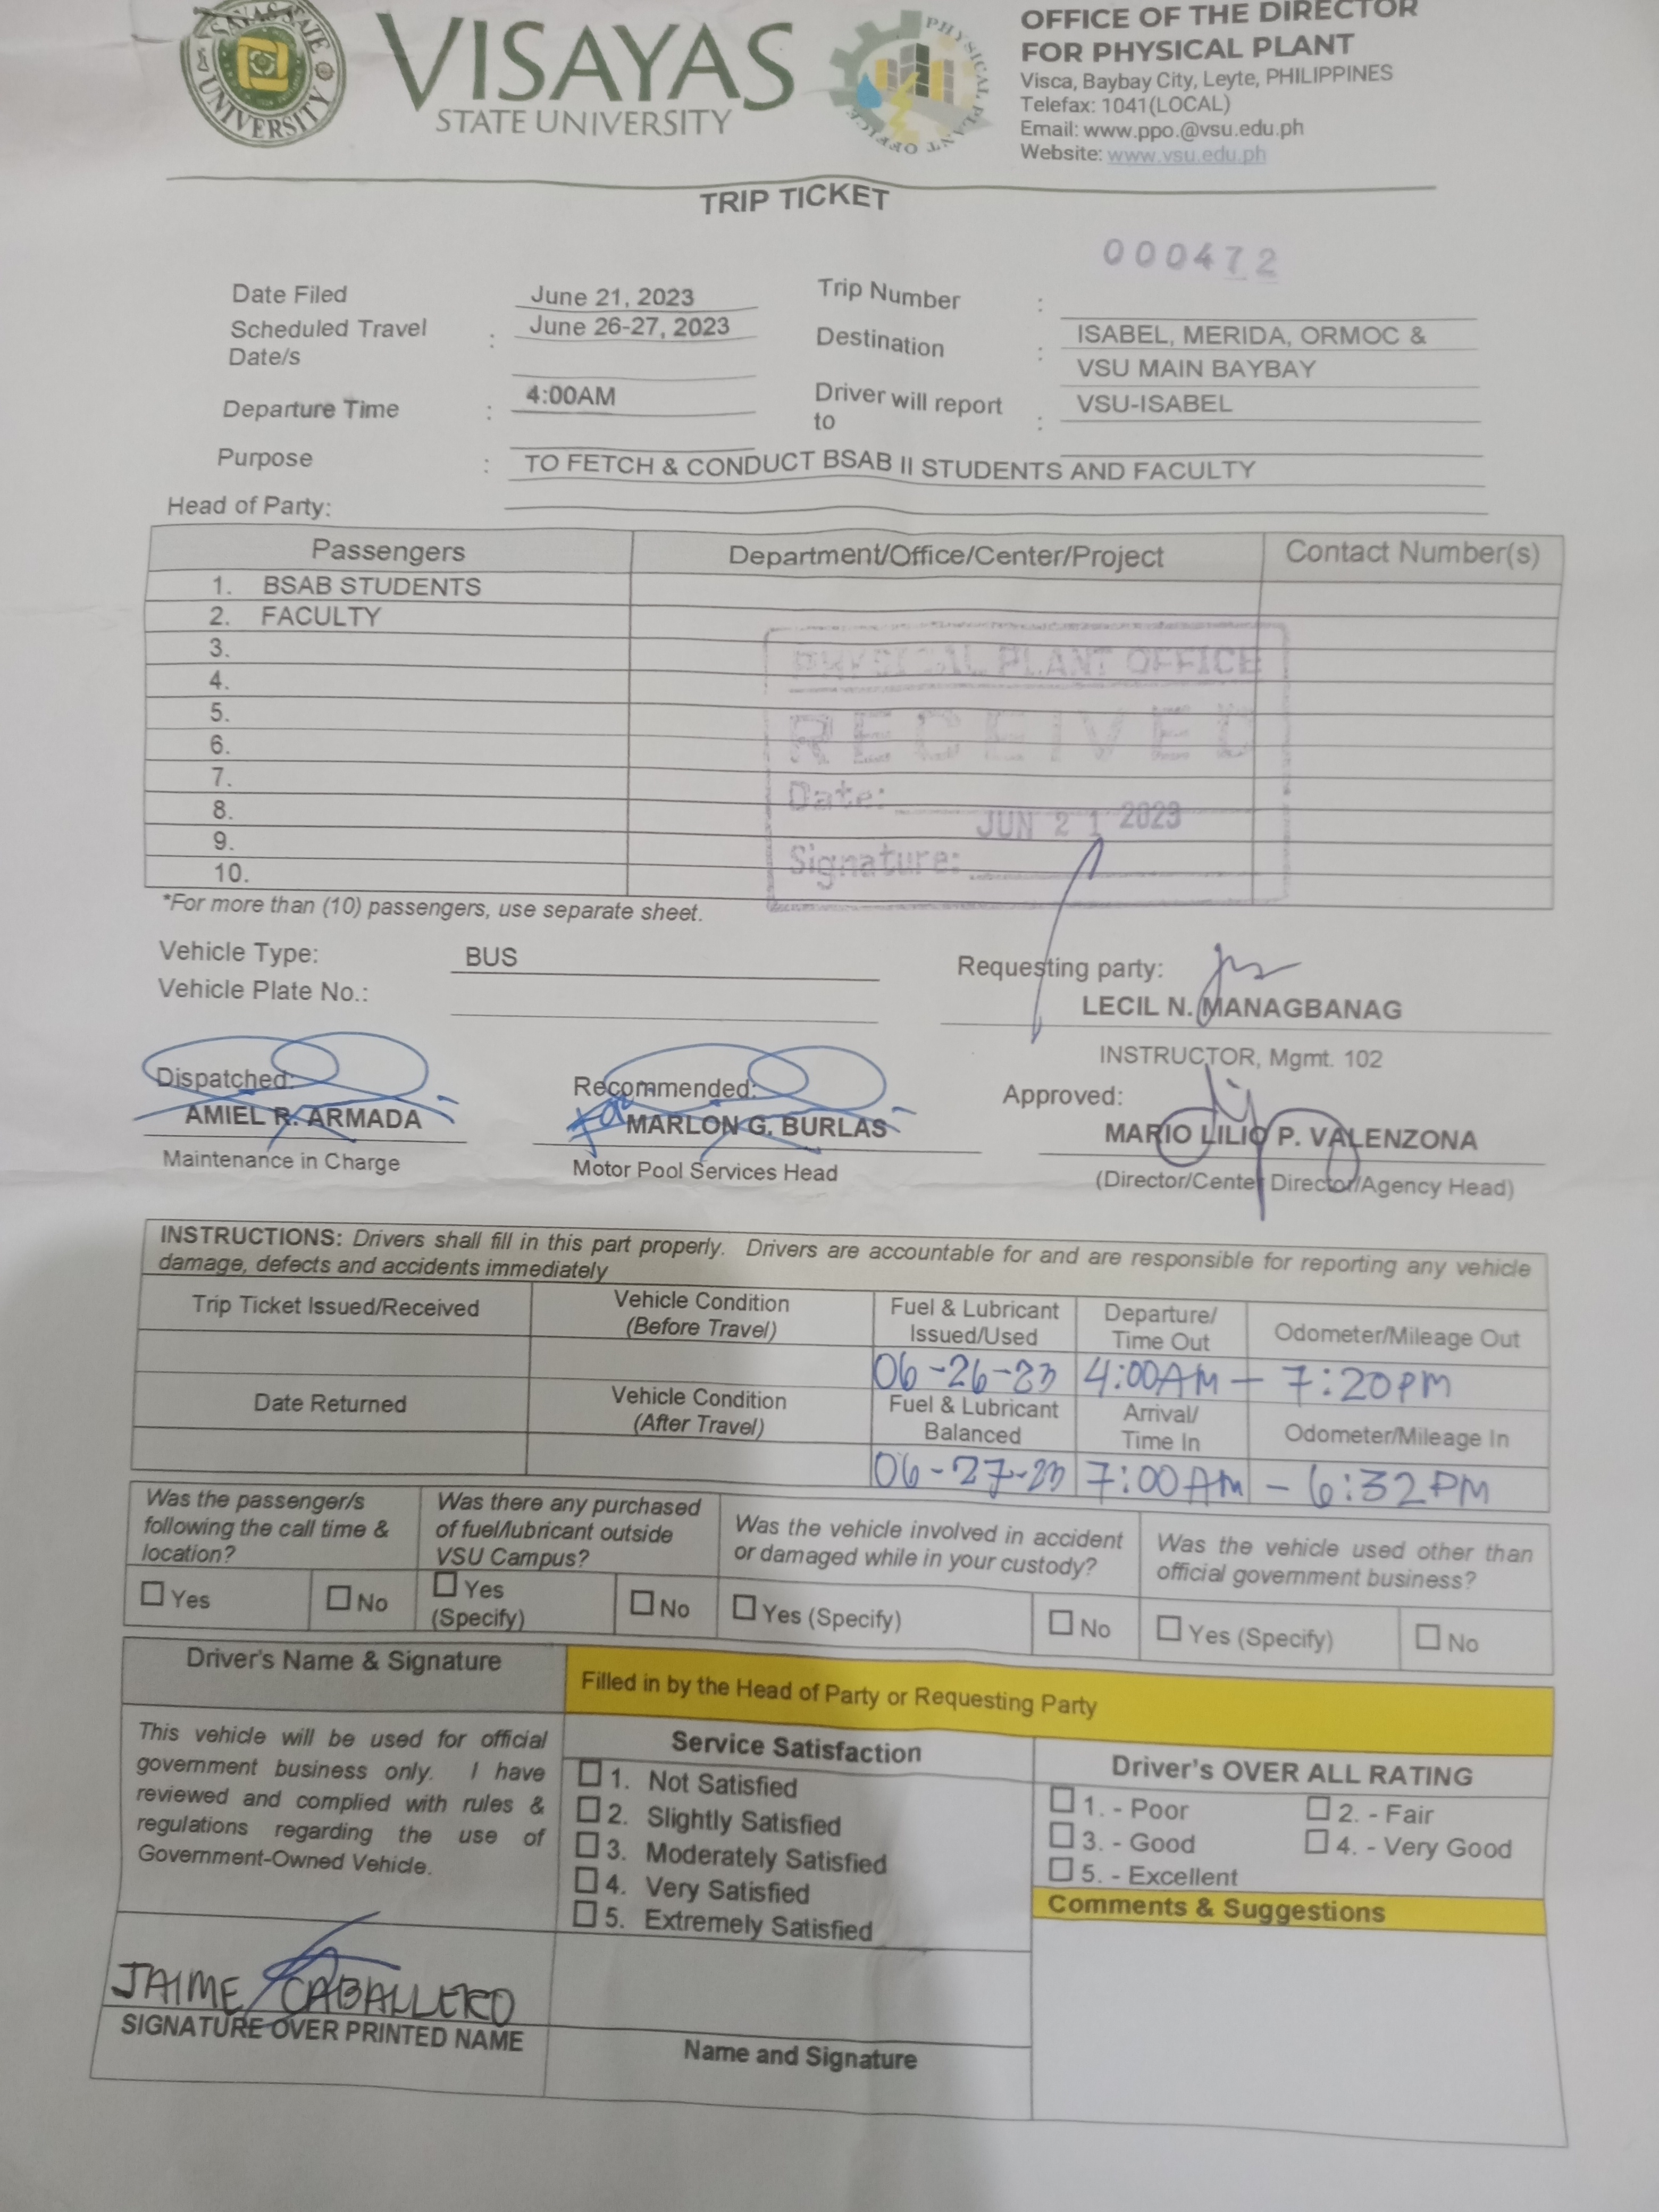 VISAYAS STATE UNIVERSITY
VISAYAS
STATE UNIVERSITY
PHYSICAL PLANT OFFICE
OFFICE OF THE DIRECTOR
FOR PHYSICAL PLANT
Visca, Baybay City, Leyte, PHILIPPINES
Telefax: 1041(LOCAL)
Email: www.ppo.@vsu.edu.ph
Website: www.vsu.edu.ph
TRIP TICKET
000472
Date Filed June 21, 2023 Trip Number :
Scheduled Travel Date/s : June 26-27, 2023 Destination : ISABEL, MERIDA, ORMOC &
VSU MAIN BAYBAY
Departure Time : 4:00AM Driver will report to : VSU-ISABEL
Purpose : TO FETCH & CONDUCT BSAB II STUDENTS AND FACULTY
Head of Party:
Passengers Department/Office/Center/Project Contact Number(s)
1. BSAB STUDENTS
2. FACULTY
3.
4.
5.
6.
7.
8.
9.
10.
PHYSICAL PLANT OFFICE
RECEIVED
Date: JUN 21 2023
Signature:
*For more than (10) passengers, use separate sheet.
Vehicle Type: BUS
Vehicle Plate No.:
Requesting party:
LECIL N. MANAGBANAG
INSTRUCTOR, Mgmt. 102
Dispatched:
AMIEL R. ARMADA
Maintenance in Charge
Recommended:
for MARLON G. BURLAS
Motor Pool Services Head
Approved:
MARIO LILIO P. VALENZONA
(Director/Center Director/Agency Head)
INSTRUCTIONS: Drivers shall fill in this part properly. Drivers are accountable for and are responsible for reporting any vehicle
damage, defects and accidents immediately
Trip Ticket Issued/Received Vehicle Condition (Before Travel) Fuel & Lubricant Issued/Used Departure/ Time Out Odometer/Mileage Out
06-26-23 4:00AM - 7:20PM
Date Returned Vehicle Condition (After Travel) Fuel & Lubricant Balanced Arrival/ Time In Odometer/Mileage In
06-27-23 7:00AM - 6:32PM
Was the passenger/s
following the call time &
location?
Yes No
Was there any purchased
of fuel/lubricant outside
VSU Campus?
Yes
(Specify)
No
Was the vehicle involved in accident
or damaged while in your custody?
Yes (Specify) No
Was the vehicle used other than
official government business?
Yes (Specify) No
Driver's Name & Signature
Filled in by the Head of Party or Requesting Party
This vehicle will be used for official
government business only. I have
reviewed and complied with rules &
regulations regarding the use of
Government-Owned Vehicle.
Service Satisfaction
1. Not Satisfied
2. Slightly Satisfied
3. Moderately Satisfied
4. Very Satisfied
5. Extremely Satisfied
Driver's OVER ALL RATING
1. - Poor 2. - Fair
3. - Good 4. - Very Good
5. - Excellent
Comments & Suggestions
JAIME CABALLERO
SIGNATURE OVER PRINTED NAME
Name and Signature